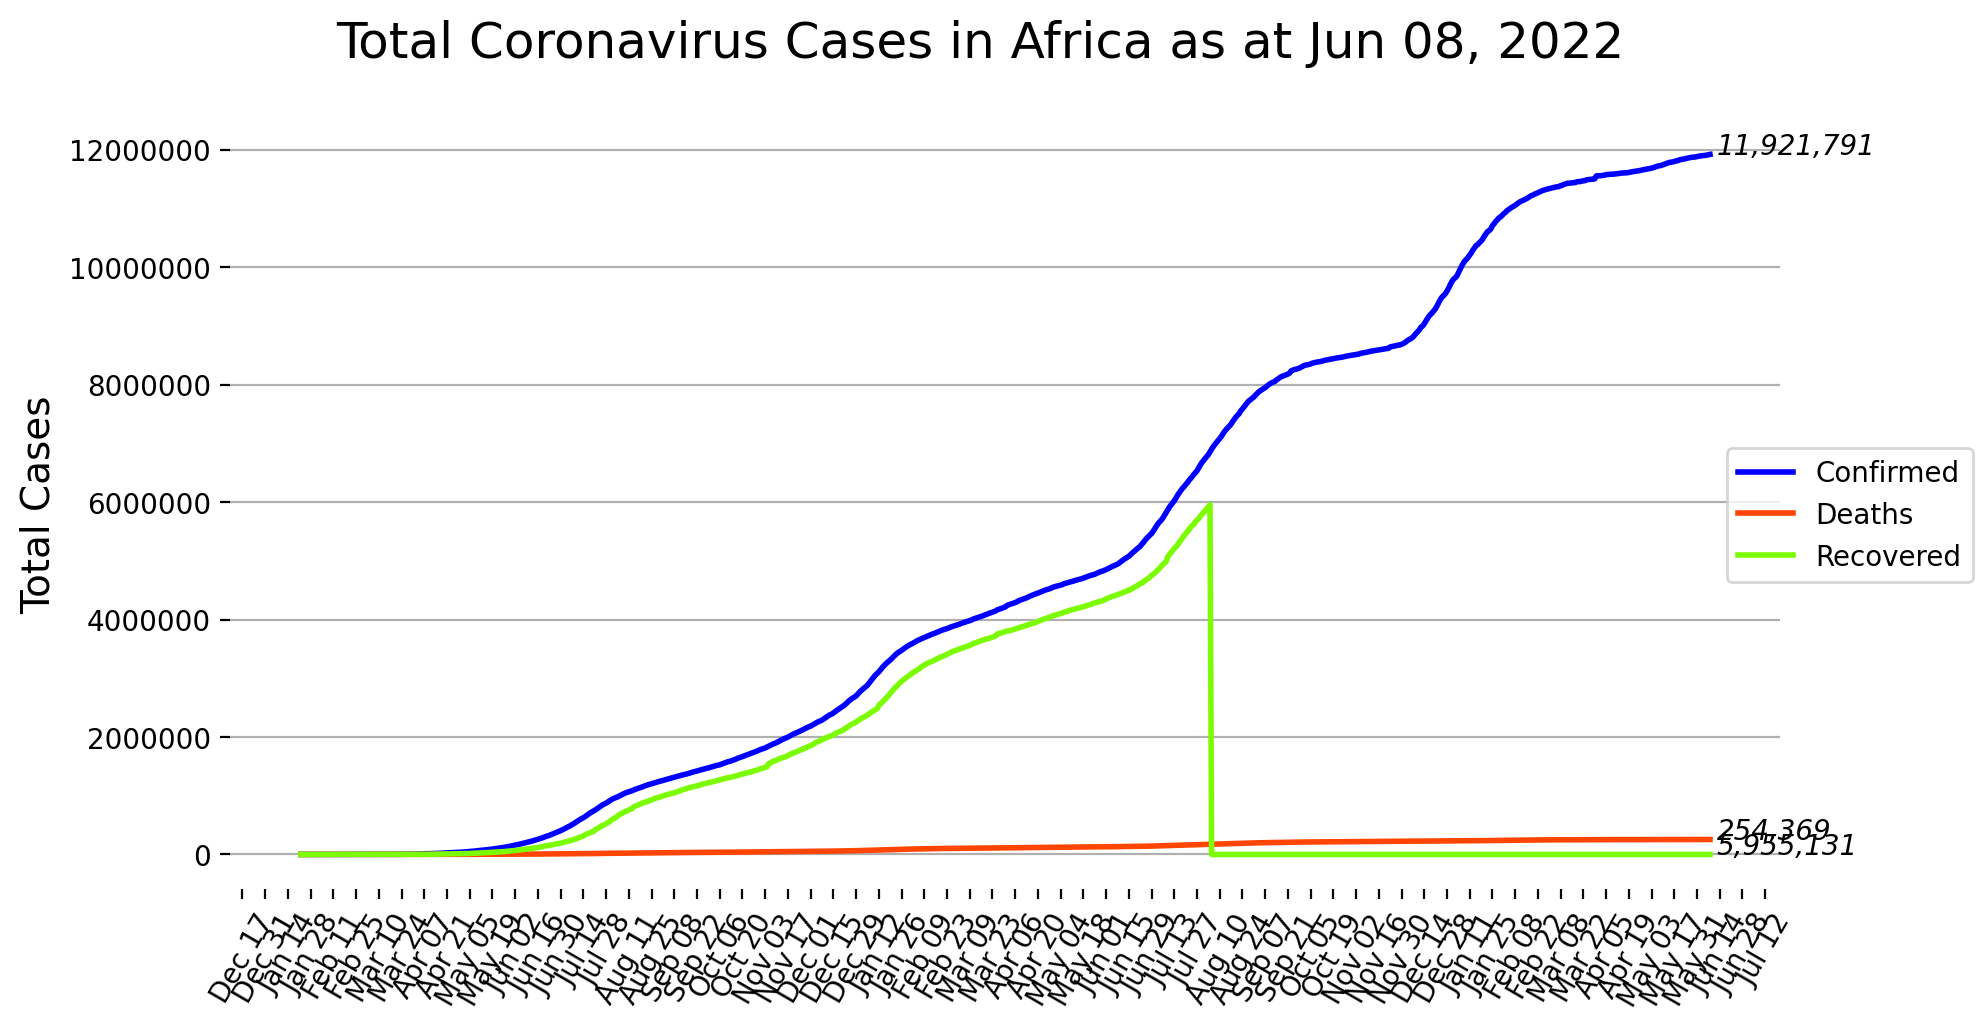 Total Coronavirus Cases in Africa as at Jun 08, 2022
Total Cases
12000000
10000000
8000000
6000000
4000000
2000000
0
11,921,791
254,369
5,955,131
Confirmed
Deaths
Recovered
Dec 17
Dec 31
Jan 14
Jan 28
Feb 11
Feb 25
Mar 10
Mar 24
Apr 07
Apr 21
May 05
May 19
Jun 02
Jun 16
Jun 30
Jul 14
Jul 28
Aug 11
Aug 25
Sep 08
Sep 22
Oct 06
Oct 20
Nov 03
Nov 17
Dec 01
Dec 15
Dec 29
Jan 12
Jan 26
Feb 09
Feb 23
Mar 09
Mar 23
Apr 06
Apr 20
May 04
May 18
Jun 01
Jun 15
Jun 29
Jul 13
Jul 27
Aug 10
Aug 24
Sep 07
Sep 21
Oct 05
Oct 19
Nov 02
Nov 16
Nov 30
Dec 14
Dec 28
Jan 11
Jan 25
Feb 08
Feb 22
Mar 08
Mar 22
Apr 05
Apr 19
May 03
May 17
May 31
Jun 14
Jun 28
Jul 12